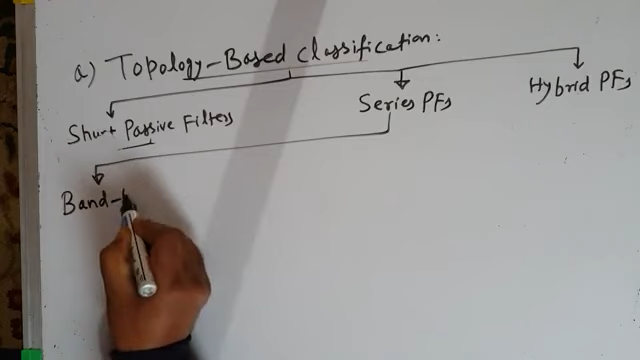 a) Topology-Based Classification:
Shunt Passive Filters
Series PFs
Hybrid PFs
Band-